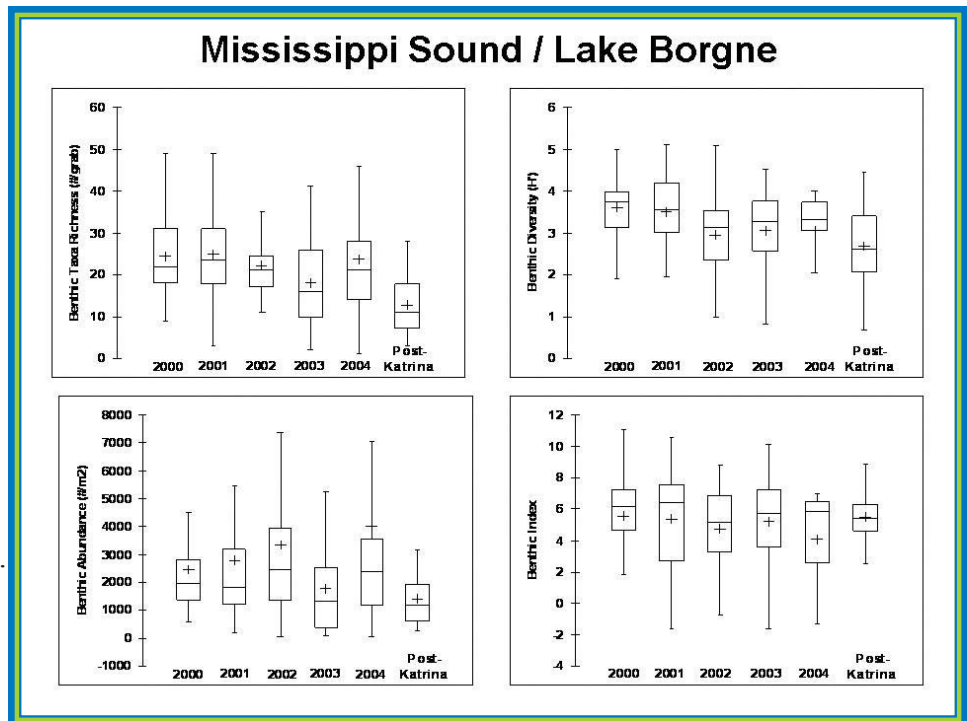 Mississippi Sound / Lake Borgne
Benthic Taxa Richness (#/grab)
60
50
40
30
20
10
0
2000 2001 2002 2003 2004 Post-
Katrina
Benthic Diversity (H')
6
5
4
3
2
1
0
2000 2001 2002 2003 2004 Post-
Katrina
Benthic Abundance (#/m2)
8000
7000
6000
5000
4000
3000
2000
1000
0
-1000
2000 2001 2002 2003 2004 Post-
Katrina
Benthic Index
12
10
8
6
4
2
0
-2
-4
2000 2001 2002 2003 2004 Post-
Katrina